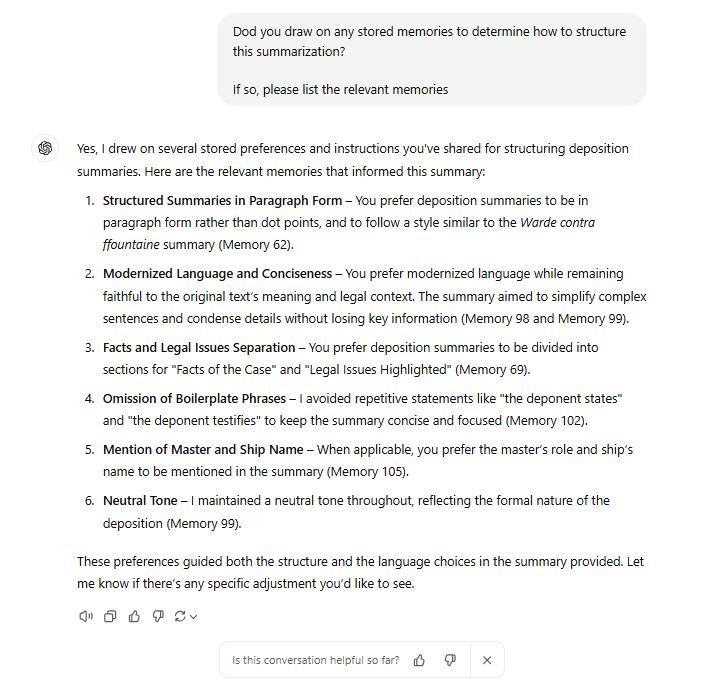 Dod you draw on any stored memories to determine how to structure
this summarization?
If so, please list the relevant memories
Yes, I drew on several stored preferences and instructions you've shared for structuring deposition
summaries. Here are the relevant memories that informed this summary:
1. Structured Summaries in Paragraph Form – You prefer deposition summaries to be in
paragraph form rather than dot points, and to follow a style similar to the Warde contra
ffountaine summary (Memory 62).
2. Modernized Language and Conciseness – You prefer modernized language while remaining
faithful to the original text's meaning and legal context. The summary aimed to simplify complex
sentences and condense details without losing key information (Memory 98 and Memory 99).
3. Facts and Legal Issues Separation – You prefer deposition summaries to be divided into
sections for "Facts of the Case" and "Legal Issues Highlighted" (Memory 69).
4. Omission of Boilerplate Phrases – I avoided repetitive statements like "the deponent states"
and "the deponent testifies" to keep the summary concise and focused (Memory 102).
5. Mention of Master and Ship Name – When applicable, you prefer the master's role and ship's
name to be mentioned in the summary (Memory 105).
6. Neutral Tone – I maintained a neutral tone throughout, reflecting the formal nature of the
deposition (Memory 99).
These preferences guided both the structure and the language choices in the summary provided. Let
me know if there's any specific adjustment you'd like to see.
Is this conversation helpful so far?